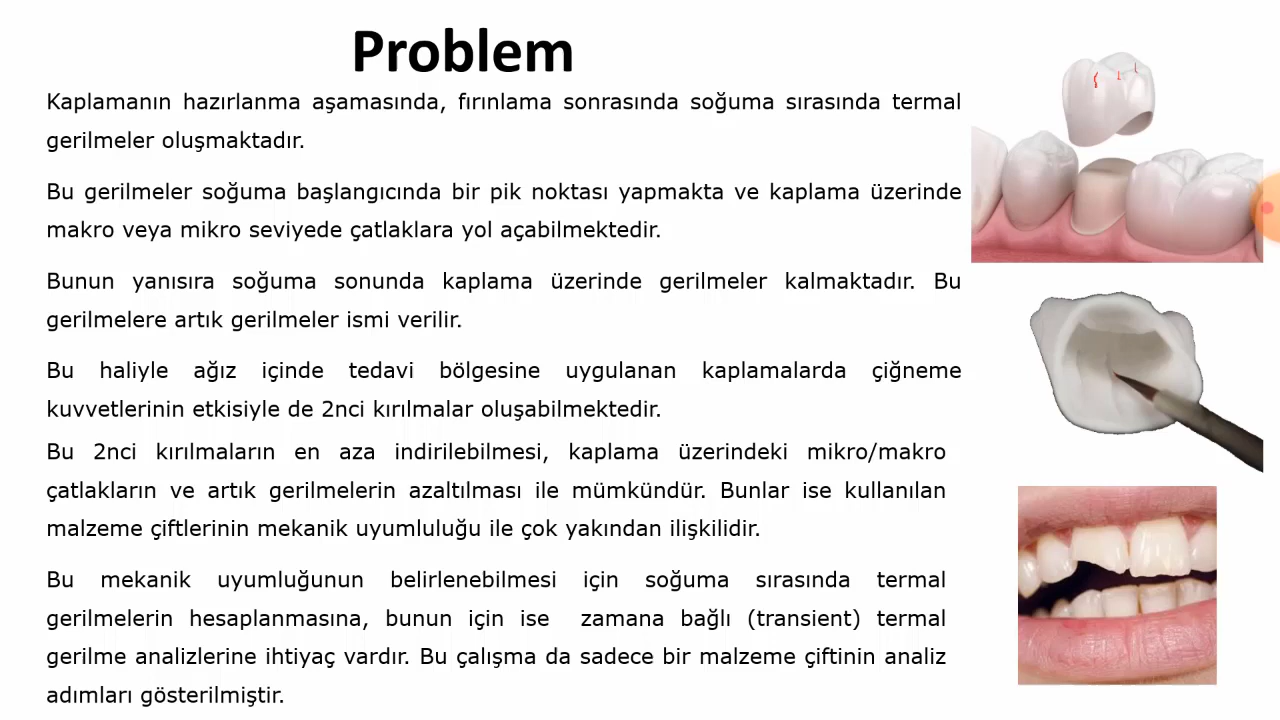 Problem
Kaplamanın hazırlanma aşamasında, fırınlama sonrasında soğuma sırasında termal
gerilmeler oluşmaktadır.
Bu gerilmeler soğuma başlangıcında bir pik noktası yapmakta ve kaplama üzerinde
makro veya mikro seviyede çatlaklara yol açabilmektedir.
Bunun yanısıra soğuma sonunda kaplama üzerinde gerilmeler kalmaktadır. Bu
gerilmelere artık gerilmeler ismi verilir.
Bu haliyle ağız içinde tedavi bölgesine uygulanan kaplamalarda çiğneme
kuvvetlerinin etkisiyle de 2nci kırılmalar oluşabilmektedir.
Bu 2nci kırılmaların en aza indirilebilmesi, kaplama üzerindeki mikro/makro
çatlakların ve artık gerilmelerin azaltılması ile mümkündür. Bunlar ise kullanılan
malzeme çiftlerinin mekanik uyumluluğu ile çok yakından ilişkilidir.
Bu mekanik uyumluğunun belirlenebilmesi için soğuma sırasında termal
gerilmelerin hesaplanmasına, bunun için ise zamana bağlı (transient) termal
gerilme analizlerine ihtiyaç vardır. Bu çalışma da sadece bir malzeme çiftinin analiz
adımları gösterilmiştir.